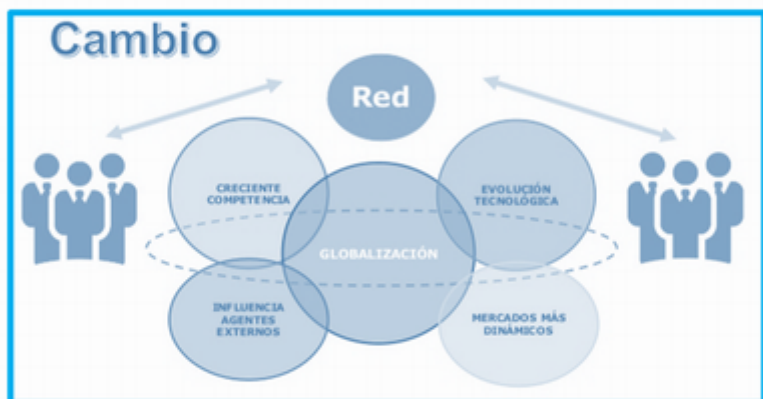 Cambio
Red
CRECIENTE
COMPETENCIA
EVOLUCIÓN
TECNOLÓGICA
GLOBALIZACIÓN
INFLUENCIA
AGENTES
EXTERNOS
MERCADOS MÁS
DINÁMICOS